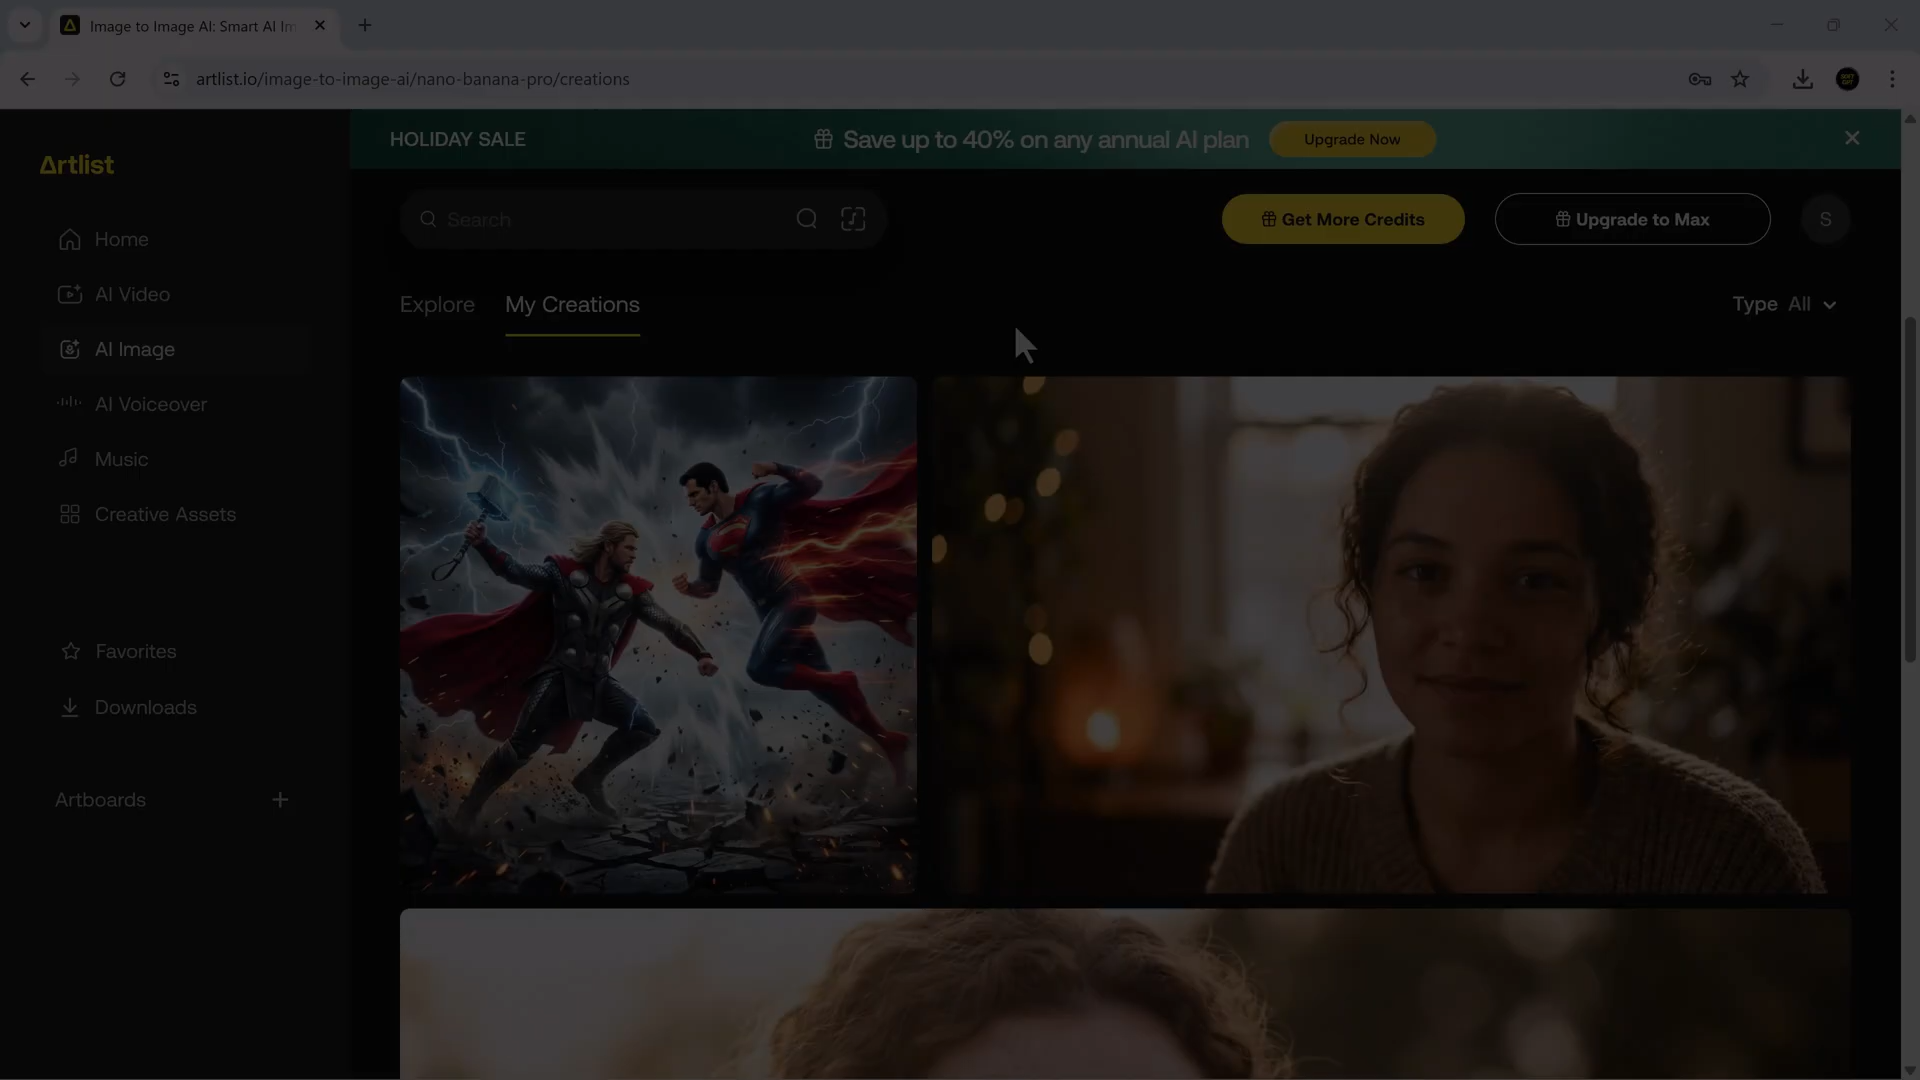 Image to Image AI: Smart AI Im
artlist.io/image-to-image-ai/nano-banana-pro/creations
Artlist
HOLIDAY SALE
Save up to 40% on any annual AI plan
Upgrade Now
Search
Get More Credits
Upgrade to Max
S
Home
AI Video
AI Image
AI Voiceover
Music
Creative Assets
Favorites
Downloads
Artboards
Explore
My Creations
Type All